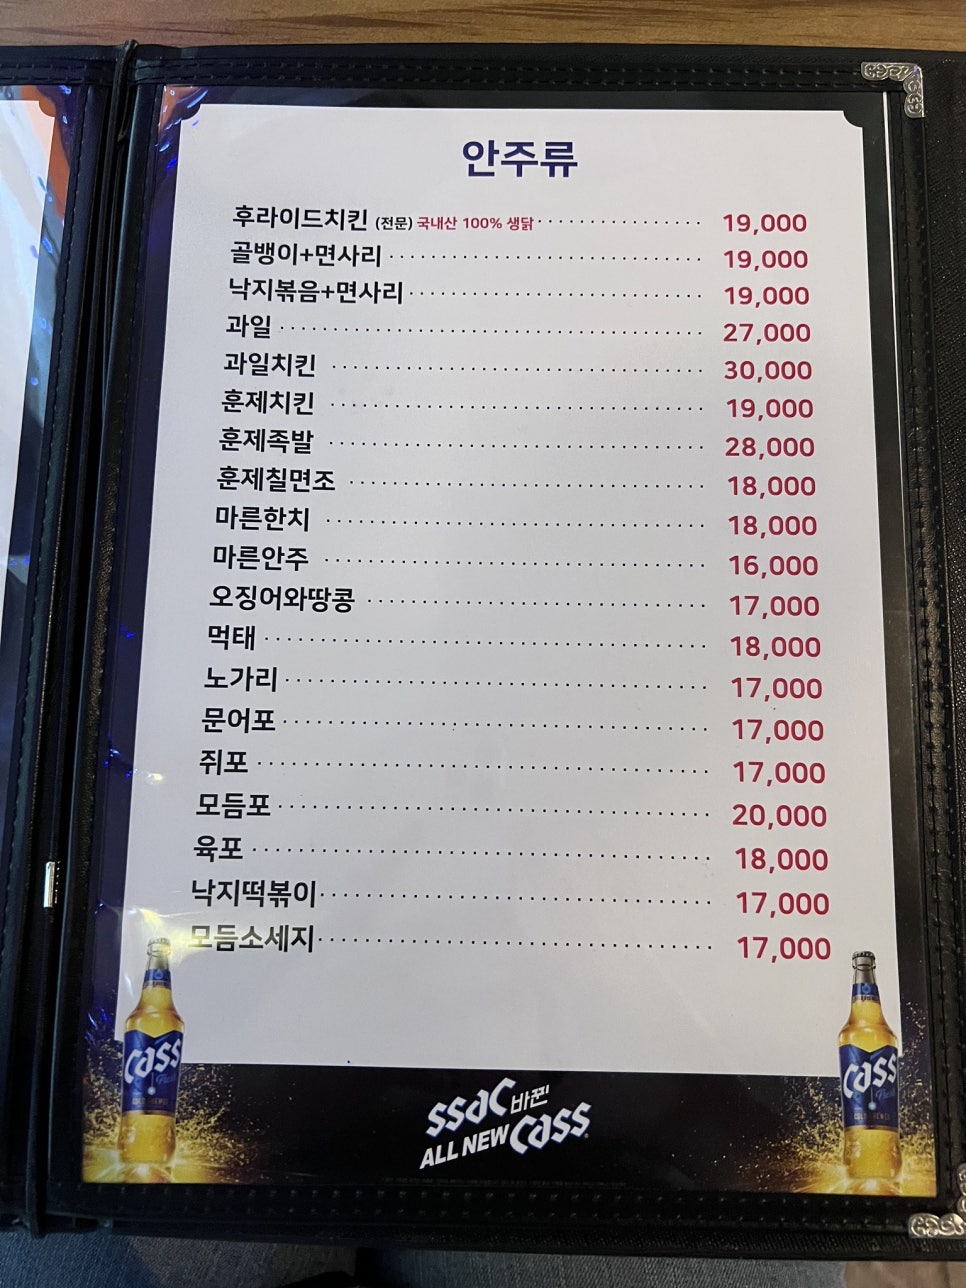 안주류
후라이드치킨 (전문) 국내산 100% 생닭 19,000
골뱅이+면사리 19,000
낙지볶음+면사리 19,000
과일 27,000
과일치킨 30,000
훈제치킨 19,000
훈제족발 28,000
훈제칠면조 18,000
마른한치 18,000
마른안주 16,000
오징어와땅콩 17,000
먹태 18,000
노가리 17,000
문어포 17,000
쥐포 17,000
모듬포 20,000
육포 18,000
낙지떡볶이 17,000
모듬소세지 17,000
Cass
Cass
ssac 바뀐
ALL NEW Cass